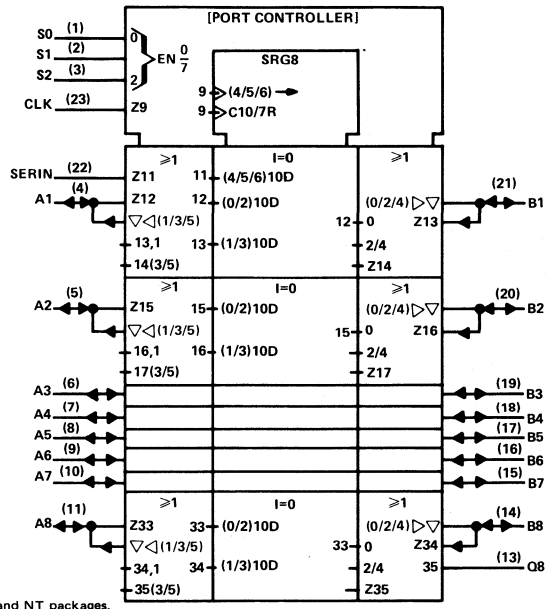 [PORT CONTROLLER]
S0 (1) 0
S1 (2) EN 0/7
S2 (3) 2
CLK (23) Z9
SRG8
9 (4/5/6)
9 C10/7R
≥1 I=0 ≥1
SERIN (22) Z11 11 (4/5/6)10D
A1 (4) Z12 12 (0/2)10D (0/2/4) ▷▽ (21) B1
▽◁(1/3/5) 12 0 Z13
13,1 13 (1/3)10D 2/4
14(3/5) Z14
≥1 I=0 ≥1
A2 (5) Z15 15 (0/2)10D (0/2/4) ▷▽ (20) B2
▽◁(1/3/5) 15 0 Z16
16,1 16 (1/3)10D 2/4
17(3/5) Z17
A3 (6) (19) B3
A4 (7) (18) B4
A5 (8) (17) B5
A6 (9) (16) B6
A7 (10) (15) B7
≥1 I=0 ≥1
A8 (11) Z33 33 (0/2)10D (0/2/4) ▷▽ (14) B8
▽◁(1/3/5) 33 0 Z34
34,1 34 (1/3)10D 2/4 35 (13) Q8
35(3/5) Z35
and NT packages.